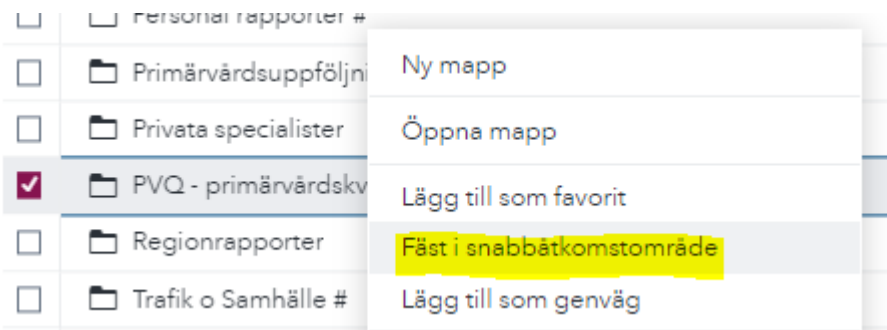 Personal rapporter #
Primärvårdsuppföljni
Privata specialister
PVQ - primärvårdskv
Regionrapporter
Trafik o Samhälle #
Ny mapp
Öppna mapp
Lägg till som favorit
Fäst i snabbåtkomstområde
Lägg till som genväg